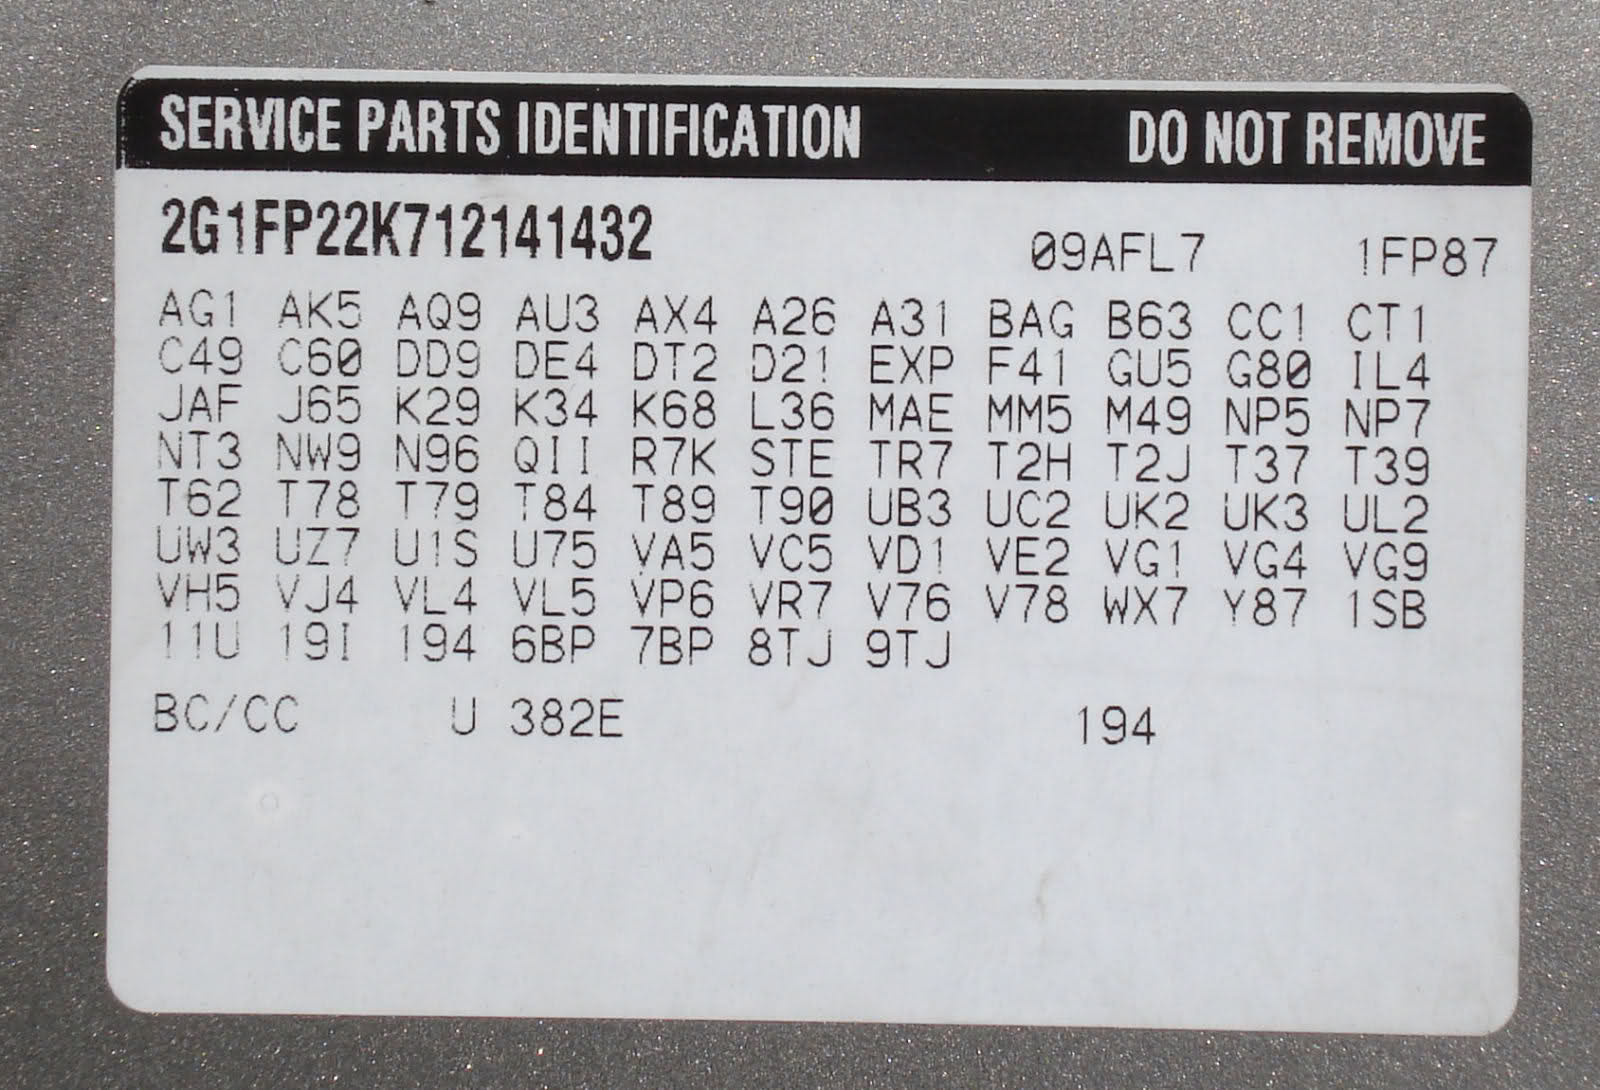 SERVICE PARTS IDENTIFICATION DO NOT REMOVE
2G1FP22K712141432 09AFL7 1FP87
AG1 AK5 AQ9 AU3 AX4 A26 A31 BAG B63 CC1 CT1
C49 C60 DD9 DE4 DT2 D21 EXP F41 GU5 G80 IL4
JAF J65 K29 K34 K68 L36 MAE MM5 M49 NP5 NP7
NT3 NW9 N96 QII R7K STE TR7 T2H T2J T37 T39
T62 T78 T79 T84 T89 T90 UB3 UC2 UK2 UK3 UL2
UW3 UZ7 U1S U75 VA5 VC5 VD1 VE2 VG1 VG4 VG9
VH5 VJ4 VL4 VL5 VP6 VR7 V76 V78 WX7 Y87 1SB
11U 19I 194 6BP 7BP 8TJ 9TJ
BC/CC U 382E 194